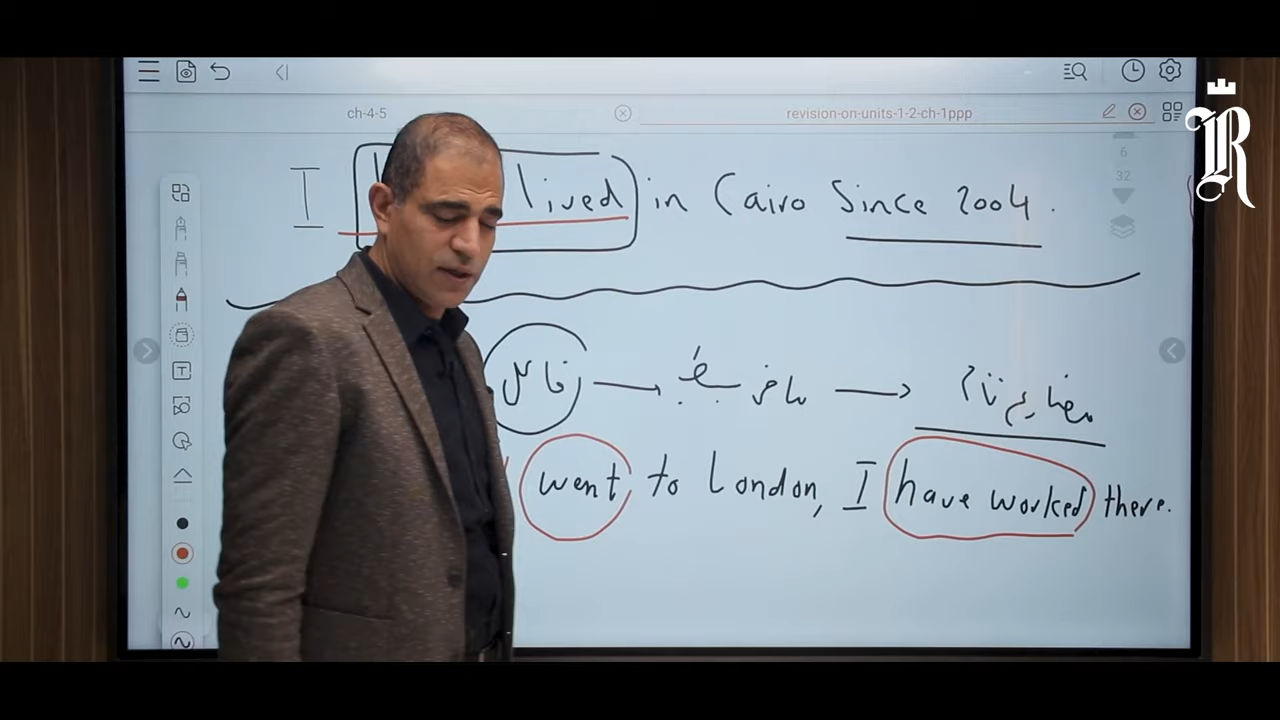 ch-4-5
revision-on-units-1-2-ch-1ppp
6
32
I lived in Cairo Since 2004.
فاعل → ماضي بسيط → مضارع تام
went to London, I have worked there.
R